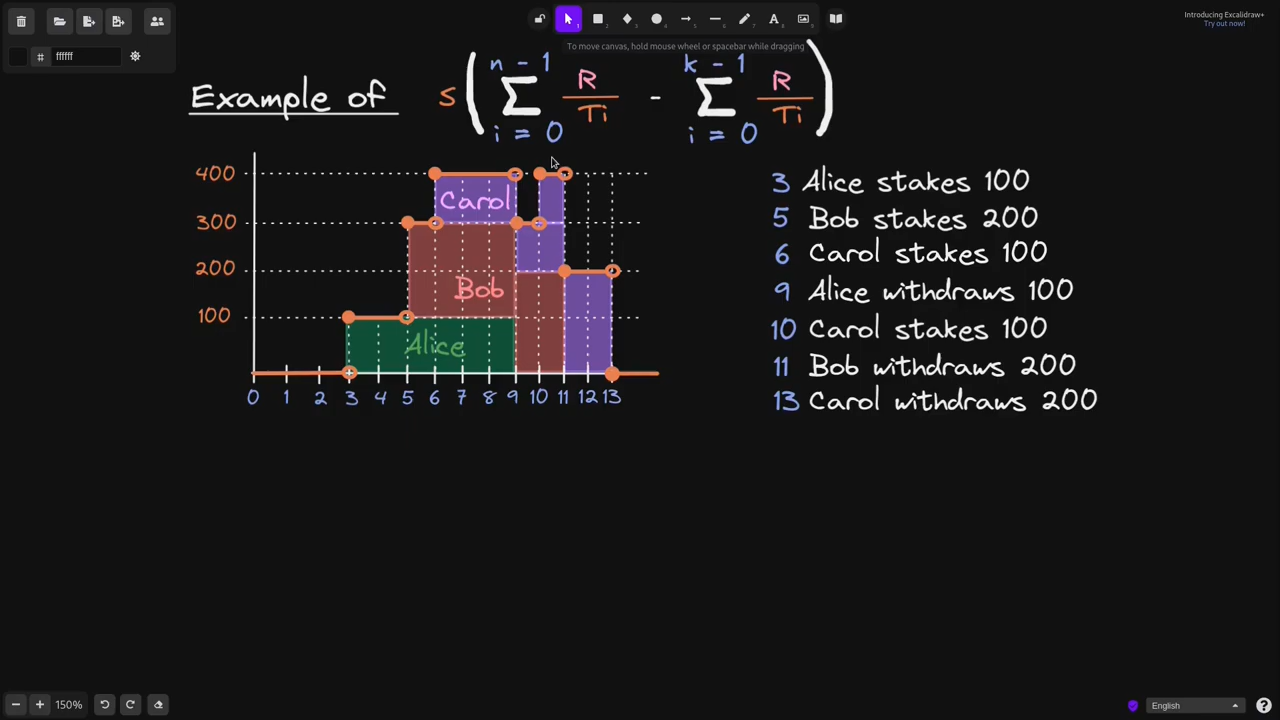 Introducing Excalidraw+
Try out now!
# ffffff
To move canvas, hold mouse wheel or spacebar while dragging
Example of s ( n - 1 Σ i = 0 R Ti - k - 1 Σ i = 0 R Ti )
400
300
200
100
Carol
Bob
Alice
0 1 2 3 4 5 6 7 8 9 10 11 12 13
3 Alice stakes 100
5 Bob stakes 200
6 Carol stakes 100
9 Alice withdraws 100
10 Carol stakes 100
11 Bob withdraws 200
13 Carol withdraws 200
150%
English